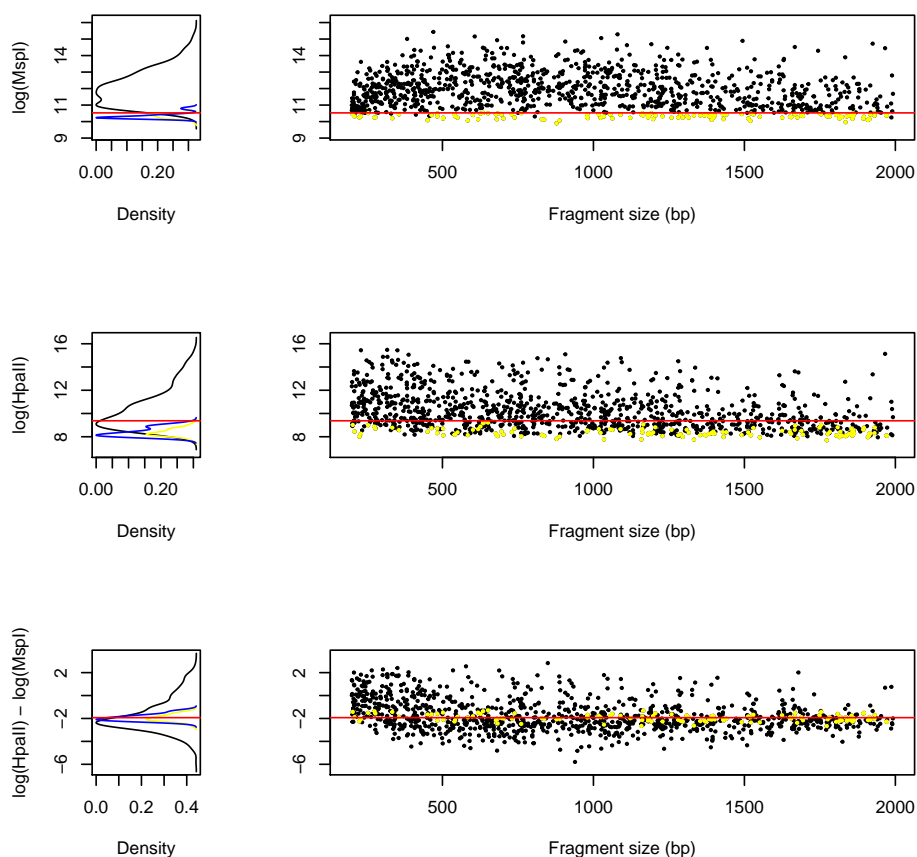 log(MspI)
14
11
9
0.00 0.20
Density
500 1000 1500 2000
Fragment size (bp)
log(HpaII)
16
12
8
0.00 0.20
Density
16
12
8
500 1000 1500 2000
Fragment size (bp)
log(HpaII) − log(MspI)
2
−2
−6
0.0 0.2 0.4
Density
2
−2
−6
500 1000 1500 2000
Fragment size (bp)